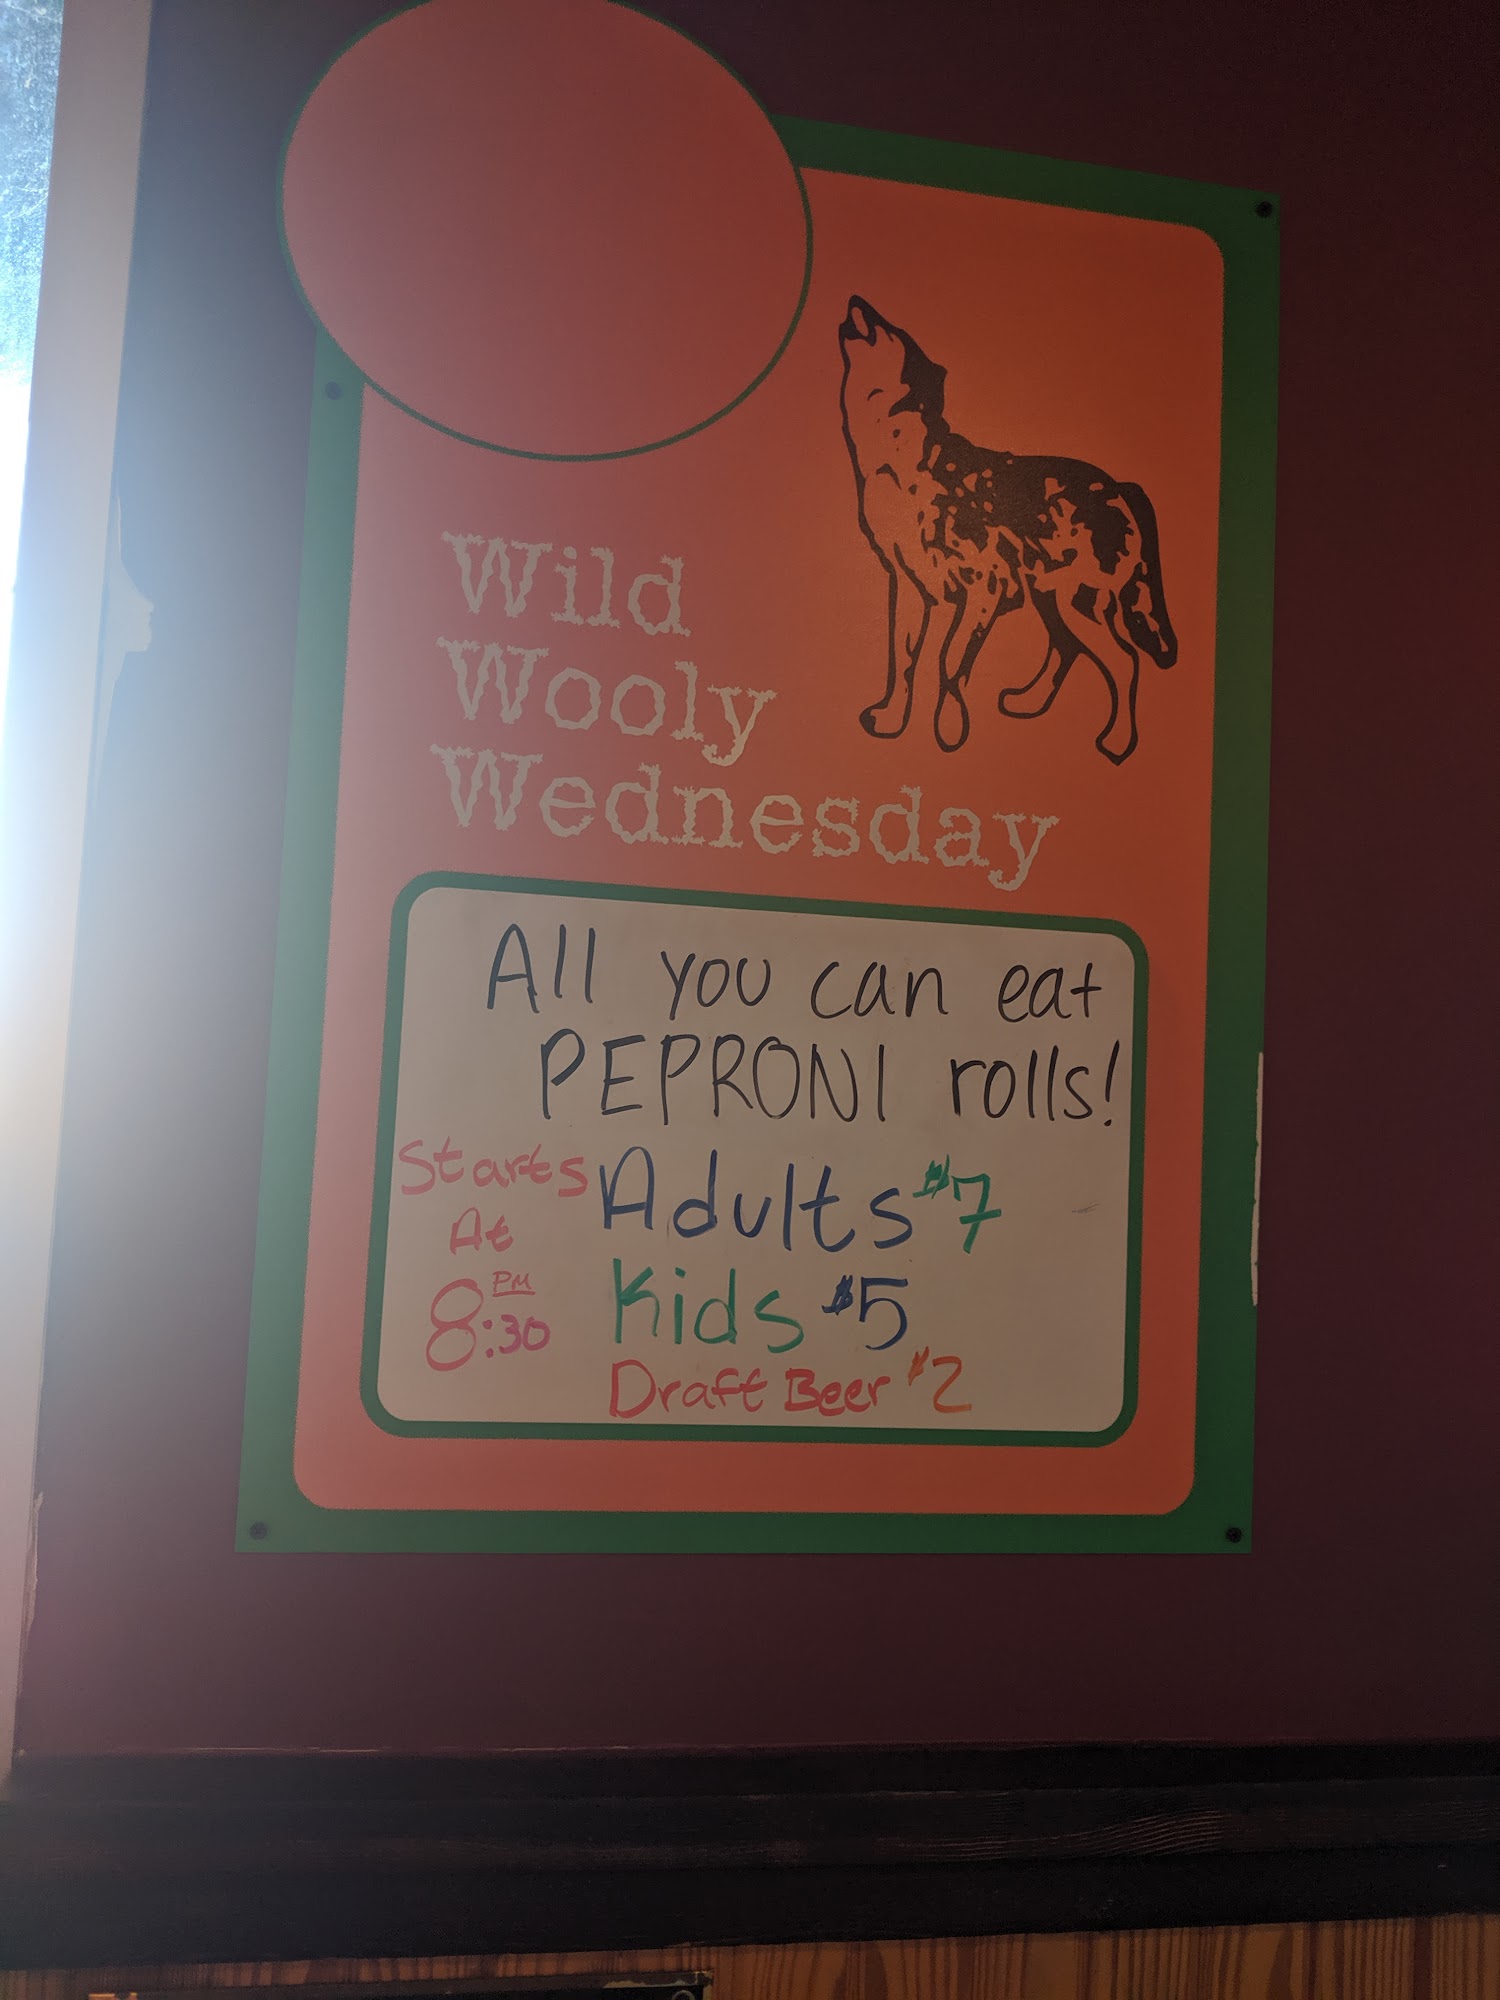 Wild
Wooly
Wednesday
All you can eat
PEPRONI rolls!
Starts
At
8:30 PM
Adults $7
Kids $5
Draft Beer $2